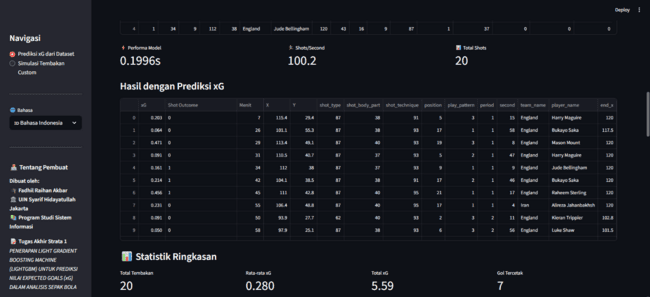 Deploy
4 1 34 9 112 38 England Jude Bellingham 120 43 16 9 87 1 37 0 0 0
Navigasi
Prediksi xG dari Dataset
Simulasi Tembakan Custom
Bahasa
Bahasa Indonesia
Tentang Pembuat
Dibuat oleh:
Fadhil Raihan Akbar
UIN Syarif Hidayatullah
Jakarta
Program Studi Sistem
Informasi
Tugas Akhir Strata 1
PENERAPAN LIGHT GRADIENT
BOOSTING MACHINE
(LIGHTGBM) UNTUK PREDIKSI
NILAI EXPECTED GOALS (xG)
DALAM ANALISIS SEPAK BOLA
Performa Model
0.1996s
Shots/Second
100.2
Total Shots
20
Hasil dengan Prediksi xG
xG Shot Outcome Menit X Y shot_type shot_body_part shot_technique position play_pattern period second team_name player_name end_x
0 0.203 0 7 115.4 29.4 87 38 91 5 3 1 15 England Harry Maguire 120
1 0.064 0 26 101.1 55.3 87 38 93 17 1 1 58 England Bukayo Saka 117.5
2 0.471 0 29 113.4 49.1 87 40 93 19 3 1 8 England Mason Mount 120
3 0.091 0 31 110.5 40.7 87 37 93 5 2 1 47 England Harry Maguire 120
4 0.161 1 34 112 38 87 37 93 9 1 1 9 England Jude Bellingham 120
5 0.214 1 42 104.2 38.5 87 38 91 17 2 1 48 England Bukayo Saka 120
6 0.456 1 45 111 42.8 87 40 95 21 1 1 17 England Raheem Sterling 120
7 0.231 0 55 106.4 48.8 87 40 95 17 1 1 4 Iran Alireza Jahanbakhsh 120
8 0.091 0 50 93.9 27.7 62 40 93 2 3 2 11 England Kieran Trippier 102.8
9 0.050 0 58 97.9 25.1 87 38 93 6 3 2 56 England Luke Shaw 101.5
Statistik Ringkasan
Total Tembakan
20
Rata-rata xG
0.280
Total xG
5.59
Gol Tercetak
7